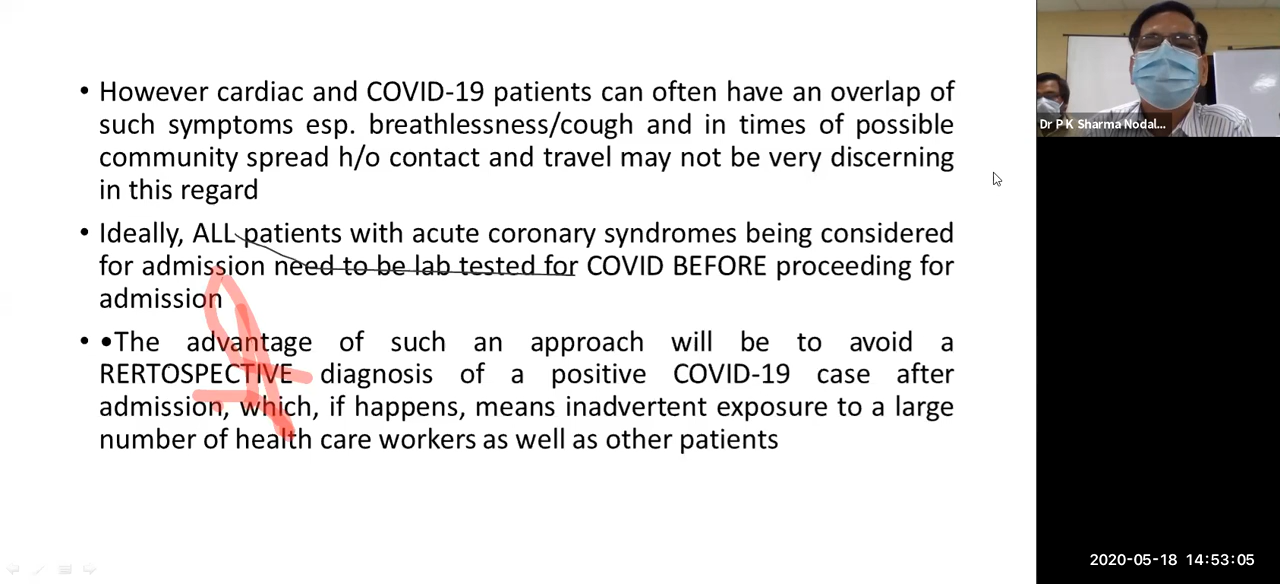 • However cardiac and COVID-19 patients can often have an overlap of
such symptoms esp. breathlessness/cough and in times of possible
community spread h/o contact and travel may not be very discerning
in this regard
• Ideally, ALL patients with acute coronary syndromes being considered
for admission need to be lab tested for COVID BEFORE proceeding for
admission
• •The advantage of such an approach will be to avoid a
RERTOSPECTIVE diagnosis of a positive COVID-19 case after
admission, which, if happens, means inadvertent exposure to a large
number of health care workers as well as other patients
Dr P K Sharma Nodal...
2020-05-18 14:53:05